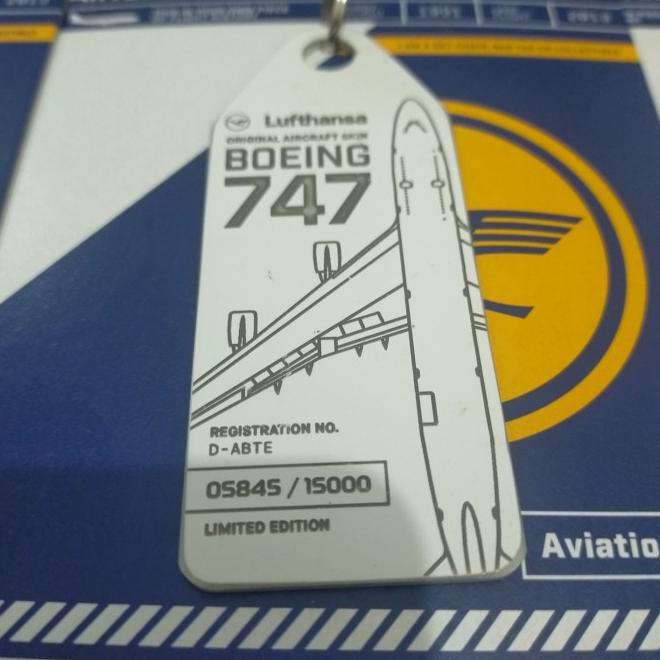 Lufthansa
ORIGINAL AIRCRAFT SKIN
BOEING
747
REGISTRATION NO.
D-ABTE
05845 / 15000
LIMITED EDITION
Aviatio